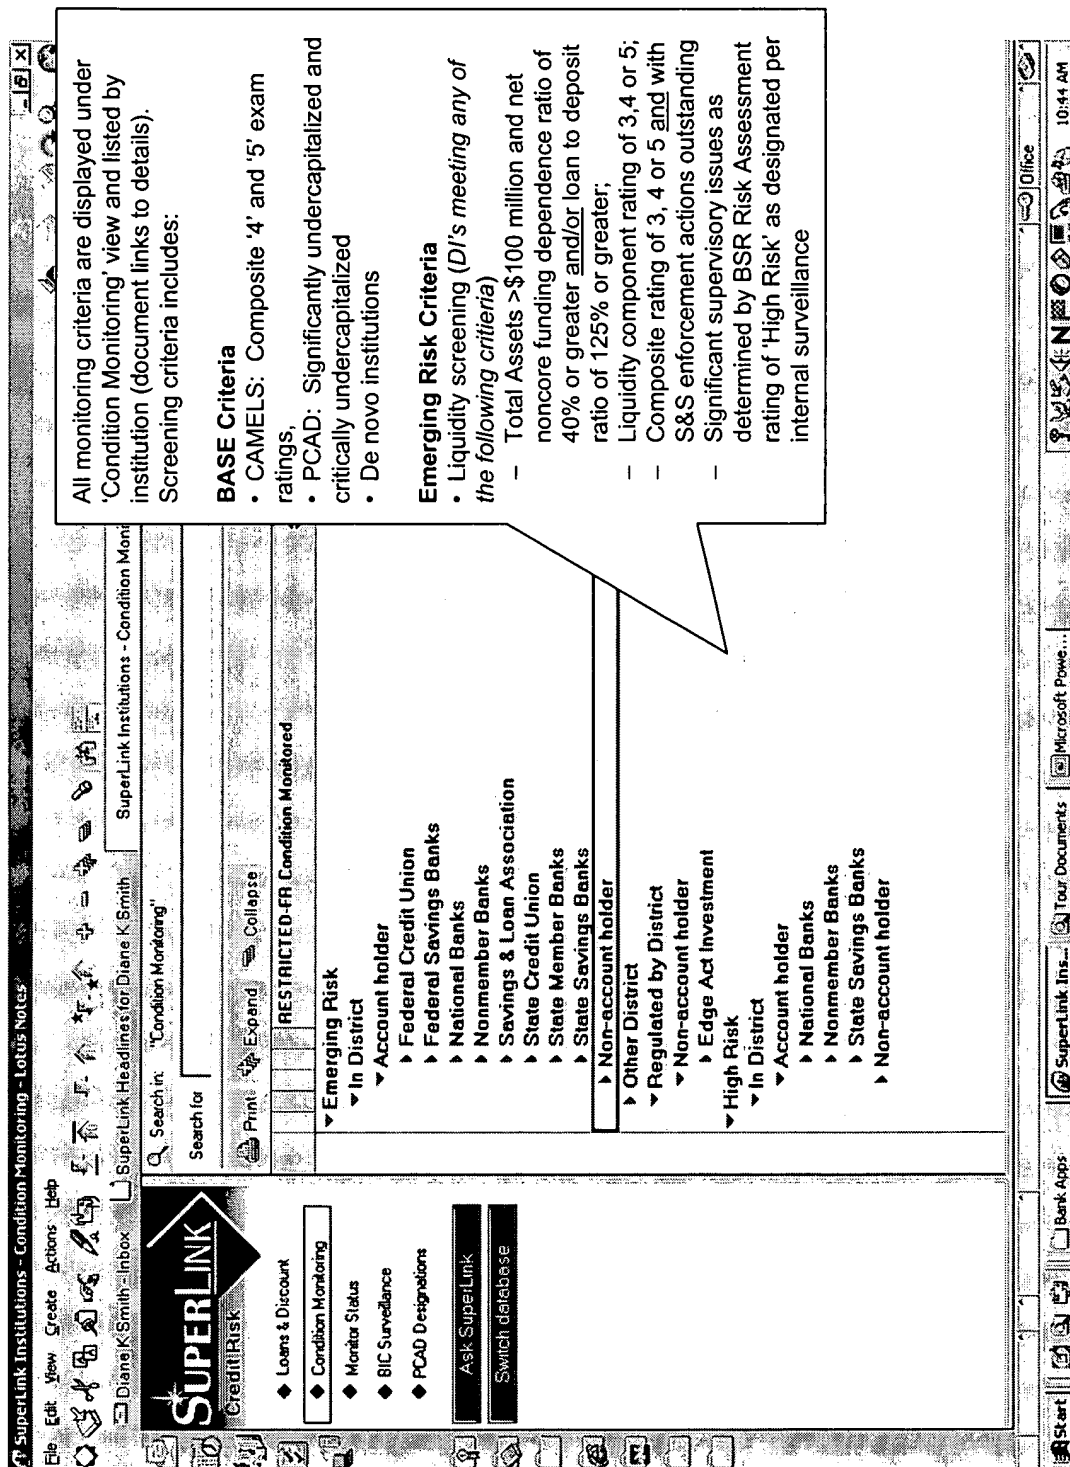 SuperLink Institutions - Condition Monitoring - Lotus Notes
File Edit View Create Actions Help
Diane K Smith - Inbox
SuperLink Headlines for Diane K Smith
SuperLink Institutions - Condition Moni
SUPERLINK
Credit Risk
Loans & Discount
Condition Monitoring
Monitor Status
BIC Surveillance
PCAD Designations
Ask SuperLink
Switch database
Search in: "Condition Monitoring"
Search for
Print Expand Collapse
RESTRICTED-FR Condition Monitored
Emerging Risk
In District
Account holder
Federal Credit Union
Federal Savings Banks
National Banks
Nonmember Banks
Savings & Loan Association
State Credit Union
State Member Banks
State Savings Banks
Non-account holder
Other District
Regulated by District
Non-account holder
Edge Act Investment
High Risk
In District
Account holder
National Banks
Nonmember Banks
State Savings Banks
Non-account holder
All monitoring criteria are displayed under
'Condition Monitoring' view and listed by
institution (document links to details).
Screening criteria includes:
BASE Criteria
• CAMELS: Composite '4' and '5' exam
ratings,
• PCAD: Significantly undercapitalized and
critically undercapitalized
• De novo institutions
Emerging Risk Criteria
• Liquidity screening (DI's meeting any of
the following critieria)
– Total Assets >$100 million and net
noncore funding dependence ratio of
40% or greater and/or loan to deposit
ratio of 125% or greater;
– Liquidity component rating of 3,4 or 5;
– Composite rating of 3, 4 or 5 and with
S&S enforcement actions outstanding
– Significant supervisory issues as
determined by BSR Risk Assessment
rating of 'High Risk' as designated per
internal surveillance
Office
Start
Bank Apps
SuperLink Ins...
Tour Documents
Microsoft Powe...
10:44 AM